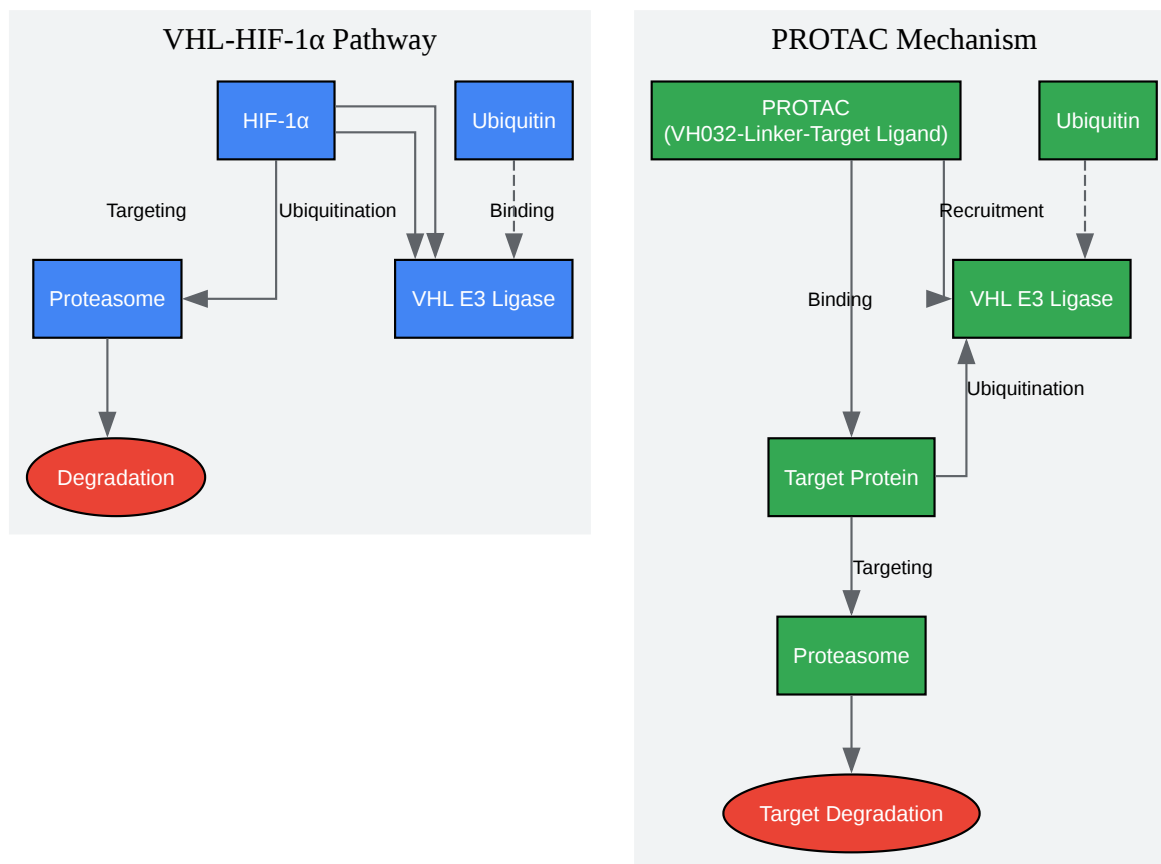 VHL-HIF-1α Pathway
HIF-1α
Ubiquitin
Targeting
Ubiquitination
Binding
Proteasome
VHL E3 Ligase
Degradation
PROTAC Mechanism
PROTAC
(VH032-Linker-Target Ligand)
Ubiquitin
Recruitment
Binding
VHL E3 Ligase
Ubiquitination
Target Protein
Targeting
Proteasome
Target Degradation